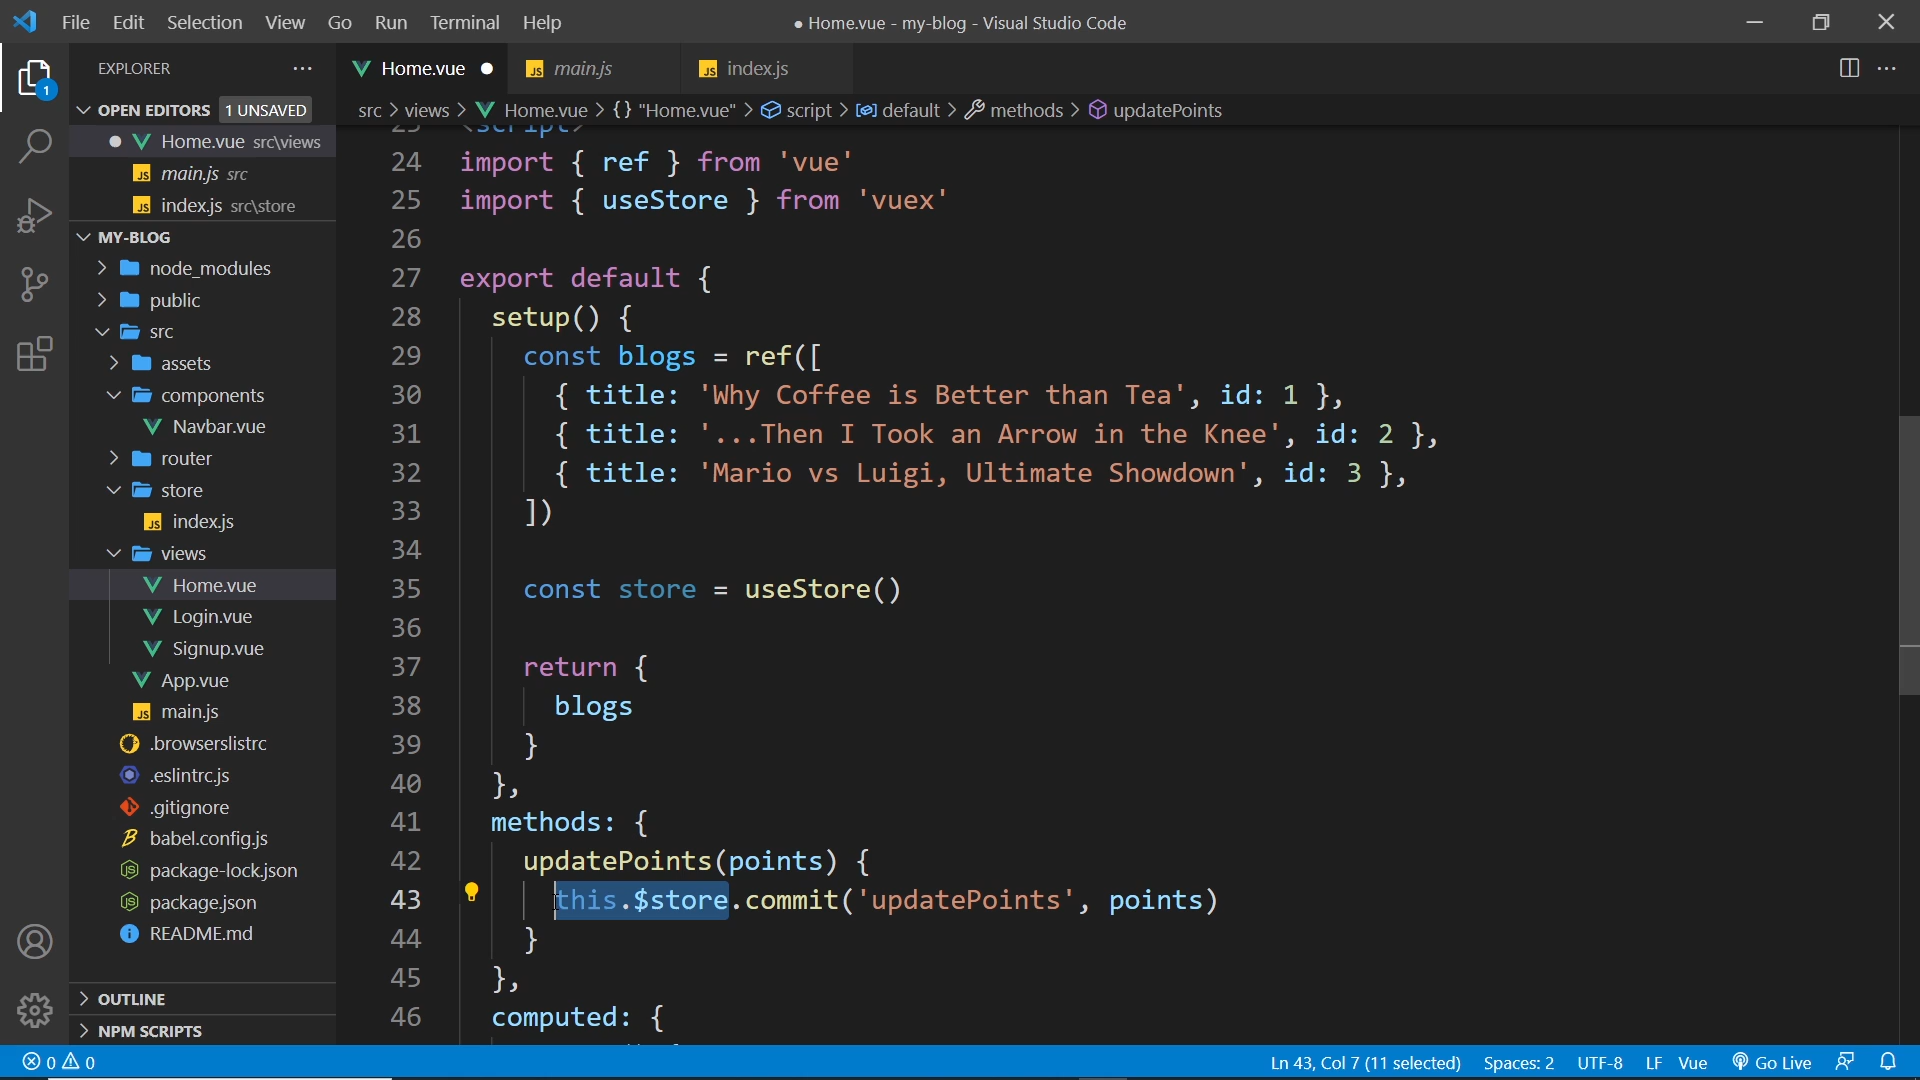 File Edit Selection View Go Run Terminal Help
● Home.vue - my-blog - Visual Studio Code
EXPLORER
Home.vue
main.js
index.js
OPEN EDITORS 1 UNSAVED
src > views > Home.vue > {} "Home.vue" > script > default > methods > updatePoints
Home.vue src\views
main.js src
index.js src\store
MY-BLOG
node_modules
public
src
assets
components
Navbar.vue
router
store
index.js
views
Home.vue
Login.vue
Signup.vue
App.vue
main.js
.browserslistrc
.eslintrc.js
.gitignore
babel.config.js
package-lock.json
package.json
README.md
OUTLINE
NPM SCRIPTS
1
23 <script>
24 import { ref } from 'vue'
25 import { useStore } from 'vuex'
26
27 export default {
28 setup() {
29 const blogs = ref([
30 { title: 'Why Coffee is Better than Tea', id: 1 },
31 { title: '...Then I Took an Arrow in the Knee', id: 2 },
32 { title: 'Mario vs Luigi, Ultimate Showdown', id: 3 },
33 ])
34
35 const store = useStore()
36
37 return {
38 blogs
39 }
40 },
41 methods: {
42 updatePoints(points) {
43 this.$store.commit('updatePoints', points)
44 }
45 },
46 computed: {
0 0
Ln 43, Col 7 (11 selected) Spaces: 2 UTF-8 LF Vue Go Live